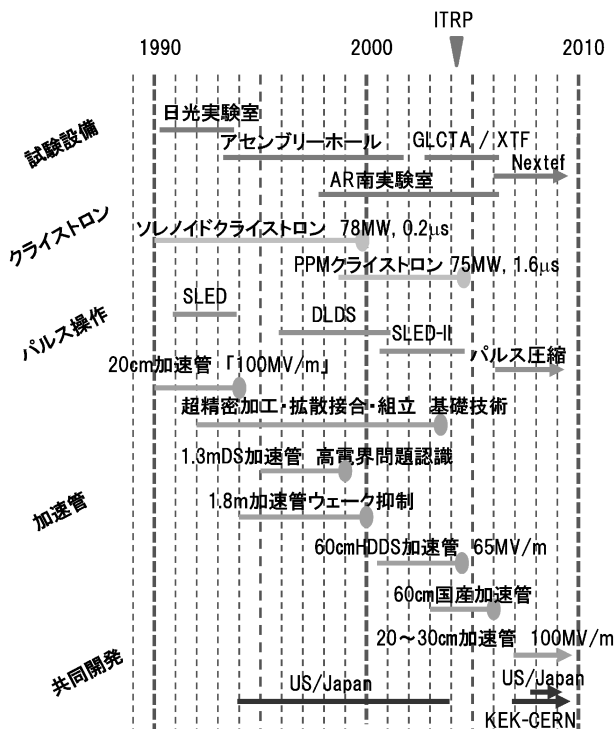 ITRP
1990 2000 2010
試験設備
日光実験室
アセンブリーホール
GLCTA / XTF
Nextef
AR南実験室
クライストロン
ソレノイドクライストロン 78MW, 0.2μs
PPMクライストロン 75MW, 1.6μs
パルス操作
SLED
DLDS
SLED-II
パルス圧縮
20cm加速管 「100MV/m」
超精密加工・拡散接合・組立 基礎技術
1.3mDS加速管 高電界問題認識
加速管
1.8m加速管ウェーク抑制
60cmHDDS加速管 65MV/m
60cm国産加速管
20～30cm加速管 100MV/m
共同開発
US/Japan
US/Japan
KEK-CERN